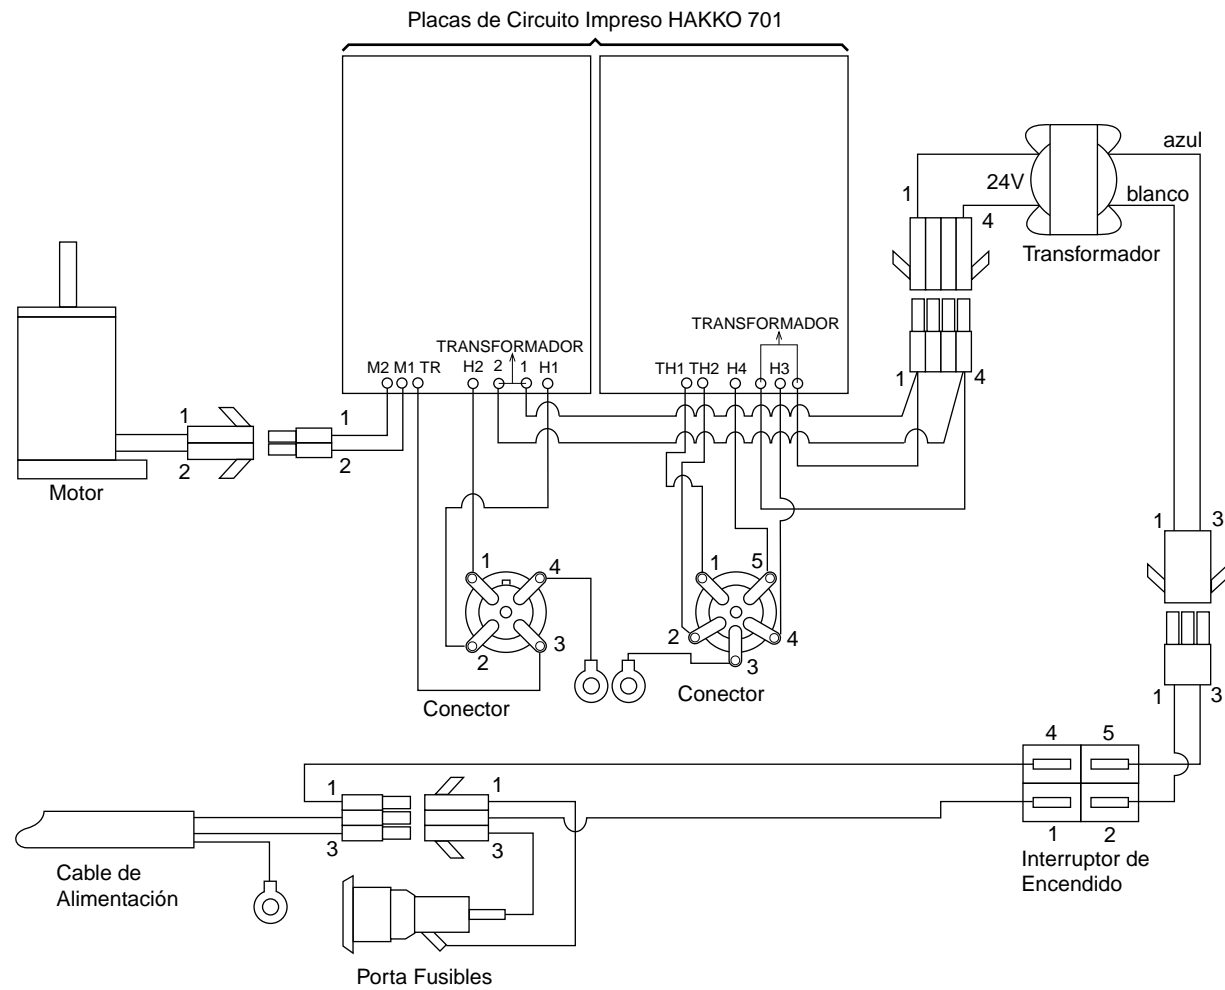 Placas de Circuito Impreso HAKKO 701
azul
24V
blanco
1
4
Transformador
TRANSFORMADOR
TRANSFORMADOR
M2 M1 TR H2 2 1 H1
TH1 TH2 H4 H3
1 4
1 1
2 2
Motor
1 3
1 4
2 3
Conector
1 5
2 4
3
Conector
1 3
4 5
1 2
Interruptor de
Encendido
1 1
3 3
Cable de
Alimentación
Porta Fusibles